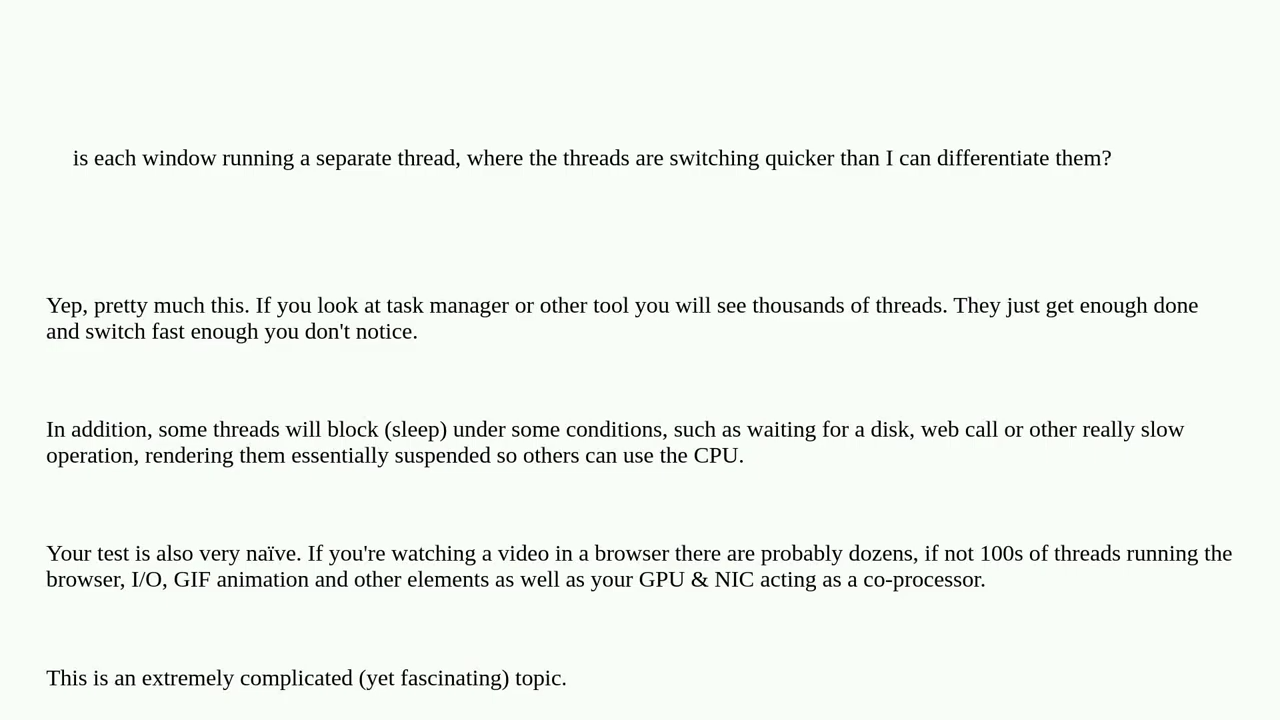 is each window running a separate thread, where the threads are switching quicker than I can differentiate them?
Yep, pretty much this. If you look at task manager or other tool you will see thousands of threads. They just get enough done
and switch fast enough you don't notice.
In addition, some threads will block (sleep) under some conditions, such as waiting for a disk, web call or other really slow
operation, rendering them essentially suspended so others can use the CPU.
Your test is also very naïve. If you're watching a video in a browser there are probably dozens, if not 100s of threads running the
browser, I/O, GIF animation and other elements as well as your GPU & NIC acting as a co-processor.
This is an extremely complicated (yet fascinating) topic.